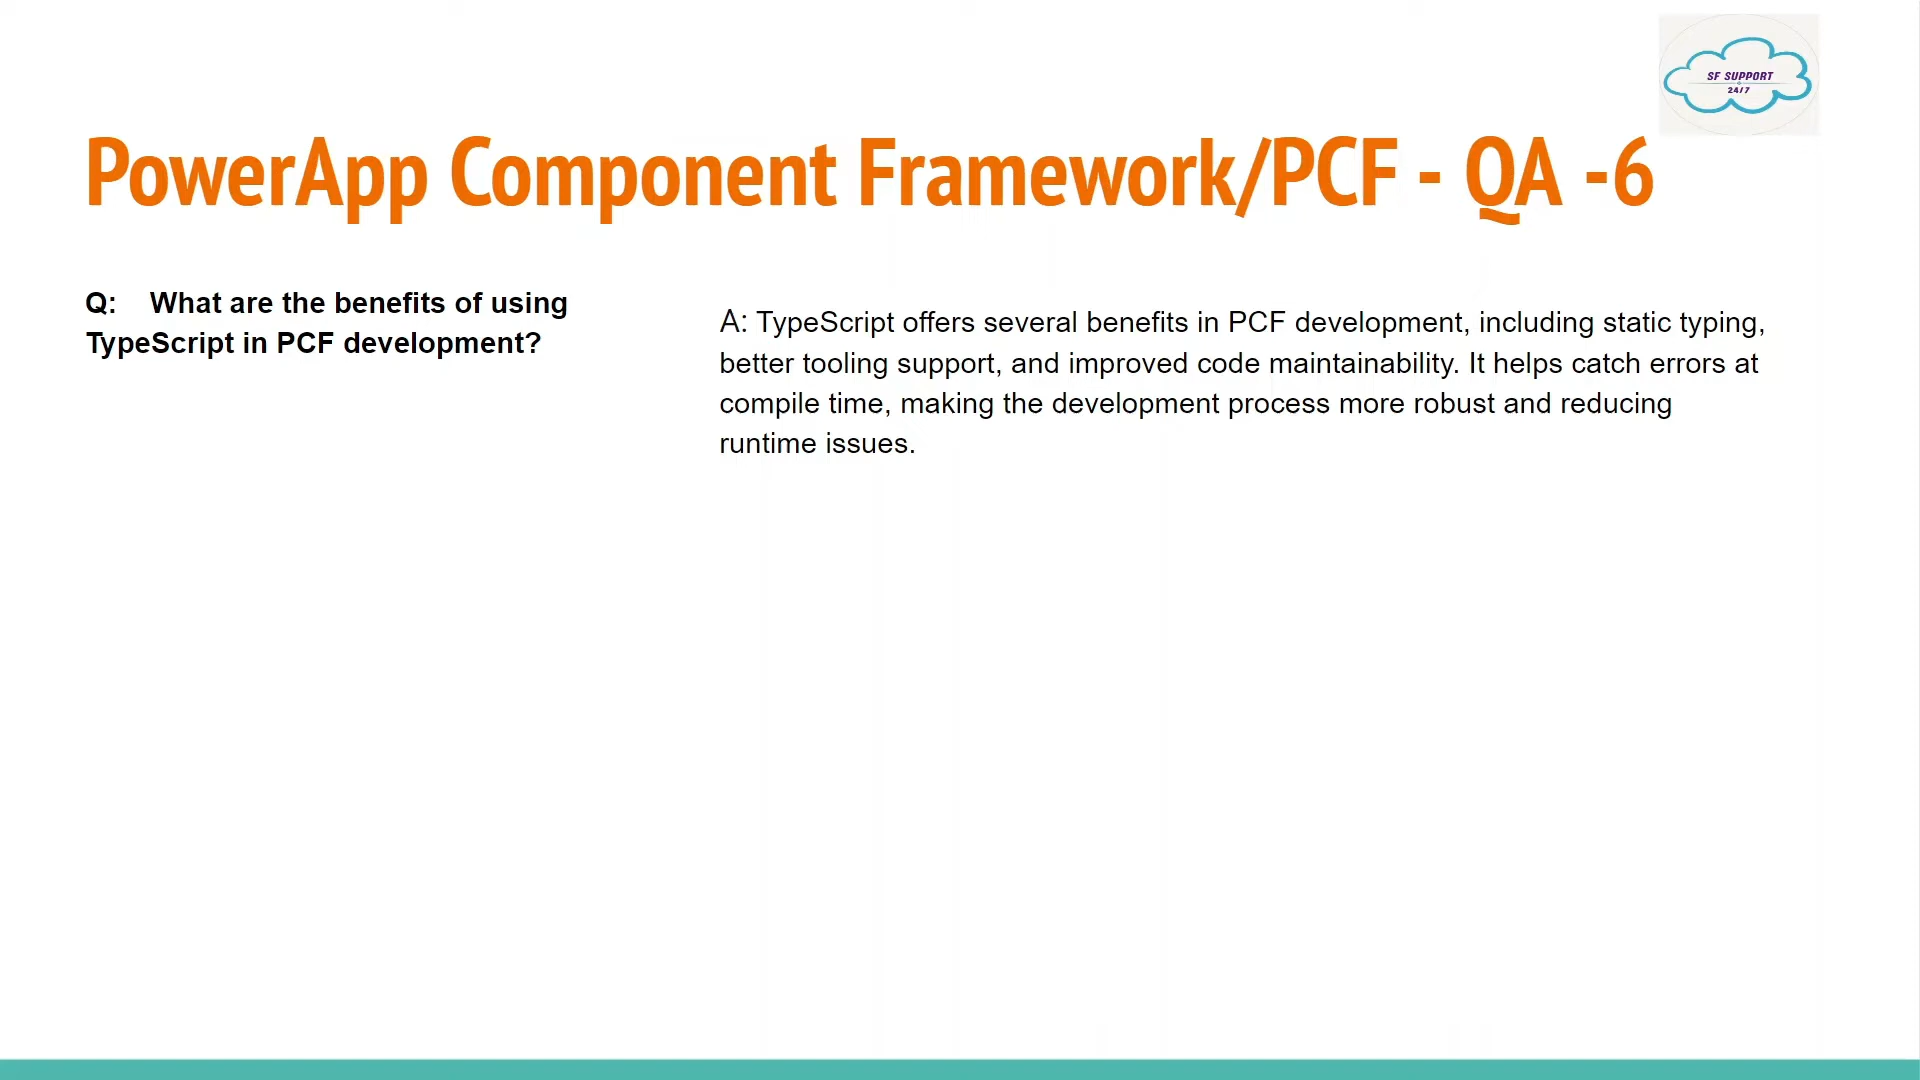 SF SUPPORT
24/7
PowerApp Component Framework/PCF - QA -6
Q: What are the benefits of using
TypeScript in PCF development?
A: TypeScript offers several benefits in PCF development, including static typing,
better tooling support, and improved code maintainability. It helps catch errors at
compile time, making the development process more robust and reducing
runtime issues.